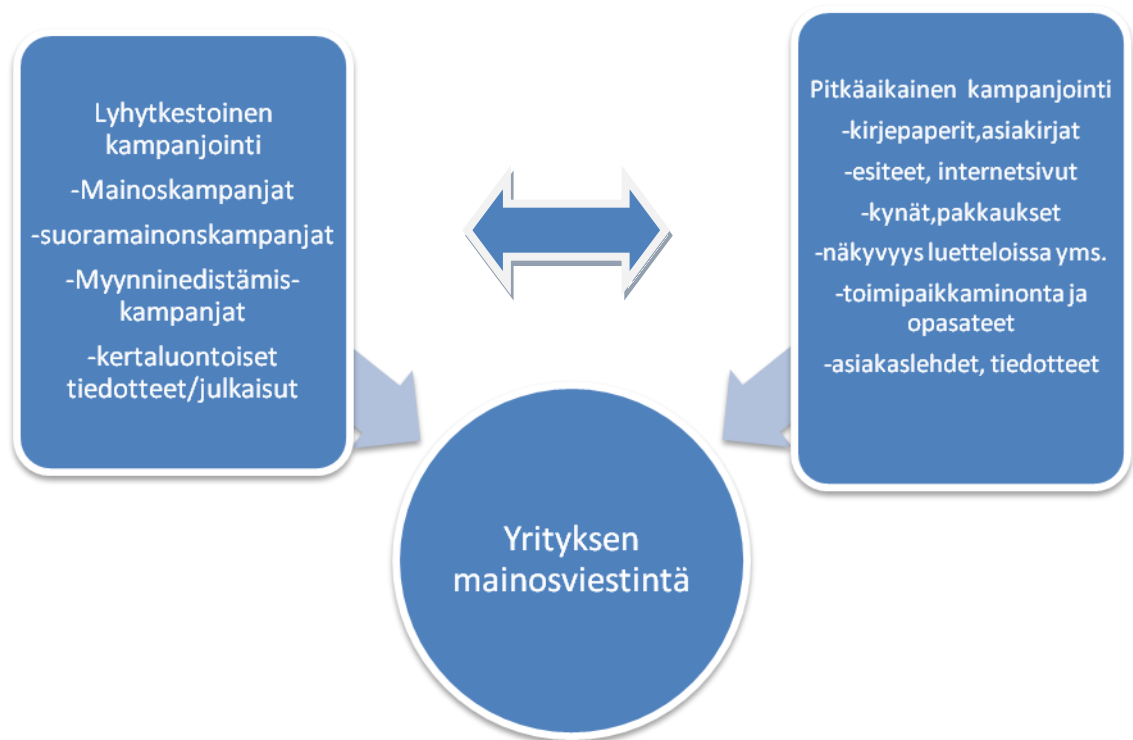 Lyhytkestoinen
kampanjointi
-Mainoskampanjat
-suoramainonskampanjat
-Myynninedistämis-
kampanjat
-kertaluontoiset
tiedotteet/julkaisut
Pitkäaikainen kampanjointi
-kirjepaperit,asiakirjat
-esiteet, internetsivut
-kynät,pakkaukset
-näkyvyys luetteloissa yms.
-toimipaikkaminonta ja
opasateet
-asiakaslehdet, tiedotteet
Yrityksen
mainosviestintä